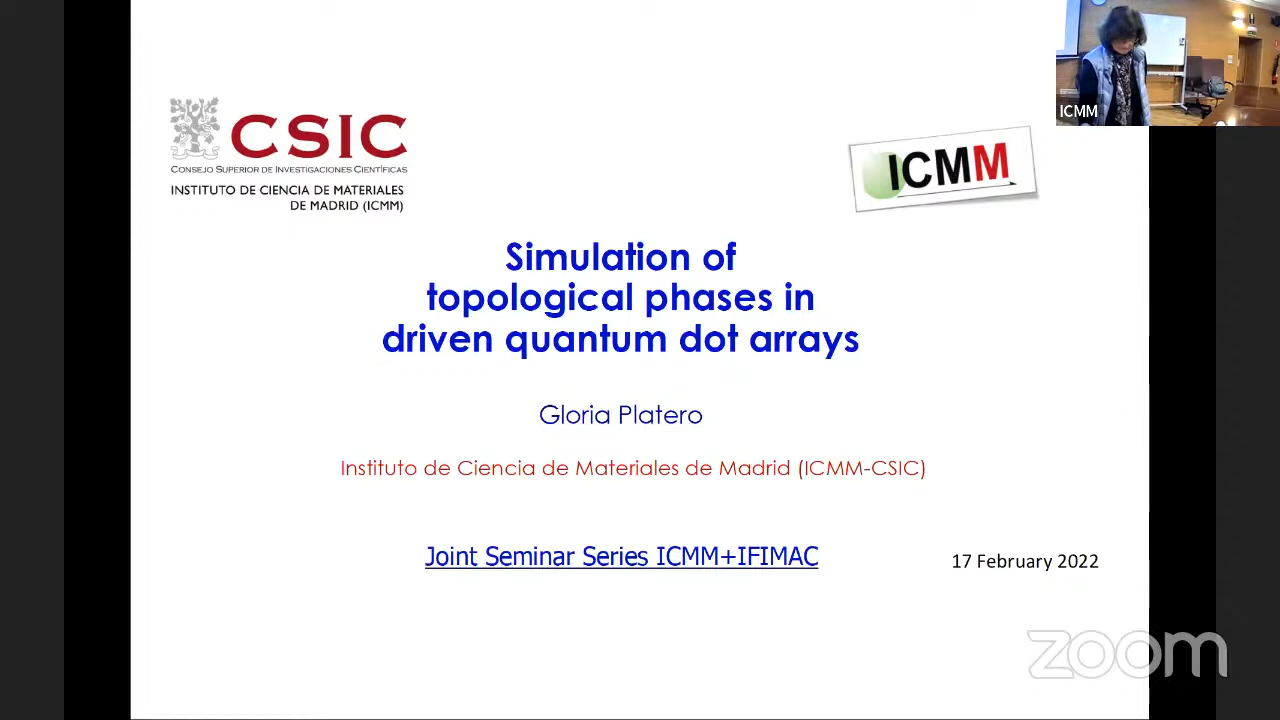 ICMM
CSIC
CONSEJO SUPERIOR DE INVESTIGACIONES CIENTÍFICAS
INSTITUTO DE CIENCIA DE MATERIALES
DE MADRID (ICMM)
ICMM
Simulation of
topological phases in
driven quantum dot arrays
Gloria Platero
Instituto de Ciencia de Materiales de Madrid (ICMM-CSIC)
Joint Seminar Series ICMM+IFIMAC
17 February 2022
zoom